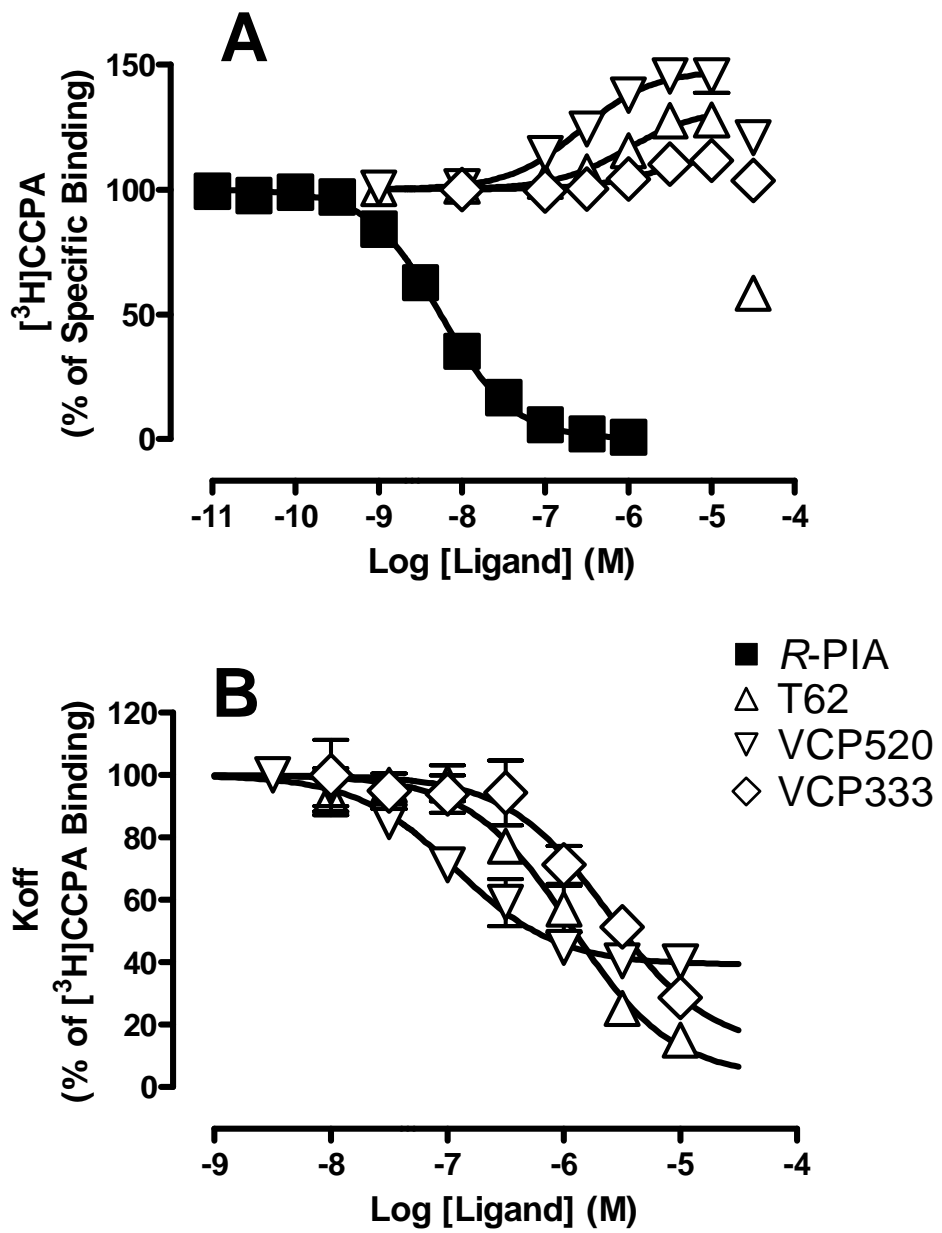 A
150
100
50
0
[³H]CCPA
(% of Specific Binding)
-11 -10 -9 -8 -7 -6 -5 -4
Log [Ligand] (M)
R-PIA
T62
VCP520
VCP333
B
120
100
80
60
40
20
0
Koff
(% of [³H]CCPA Binding)
-9 -8 -7 -6 -5 -4
Log [Ligand] (M)